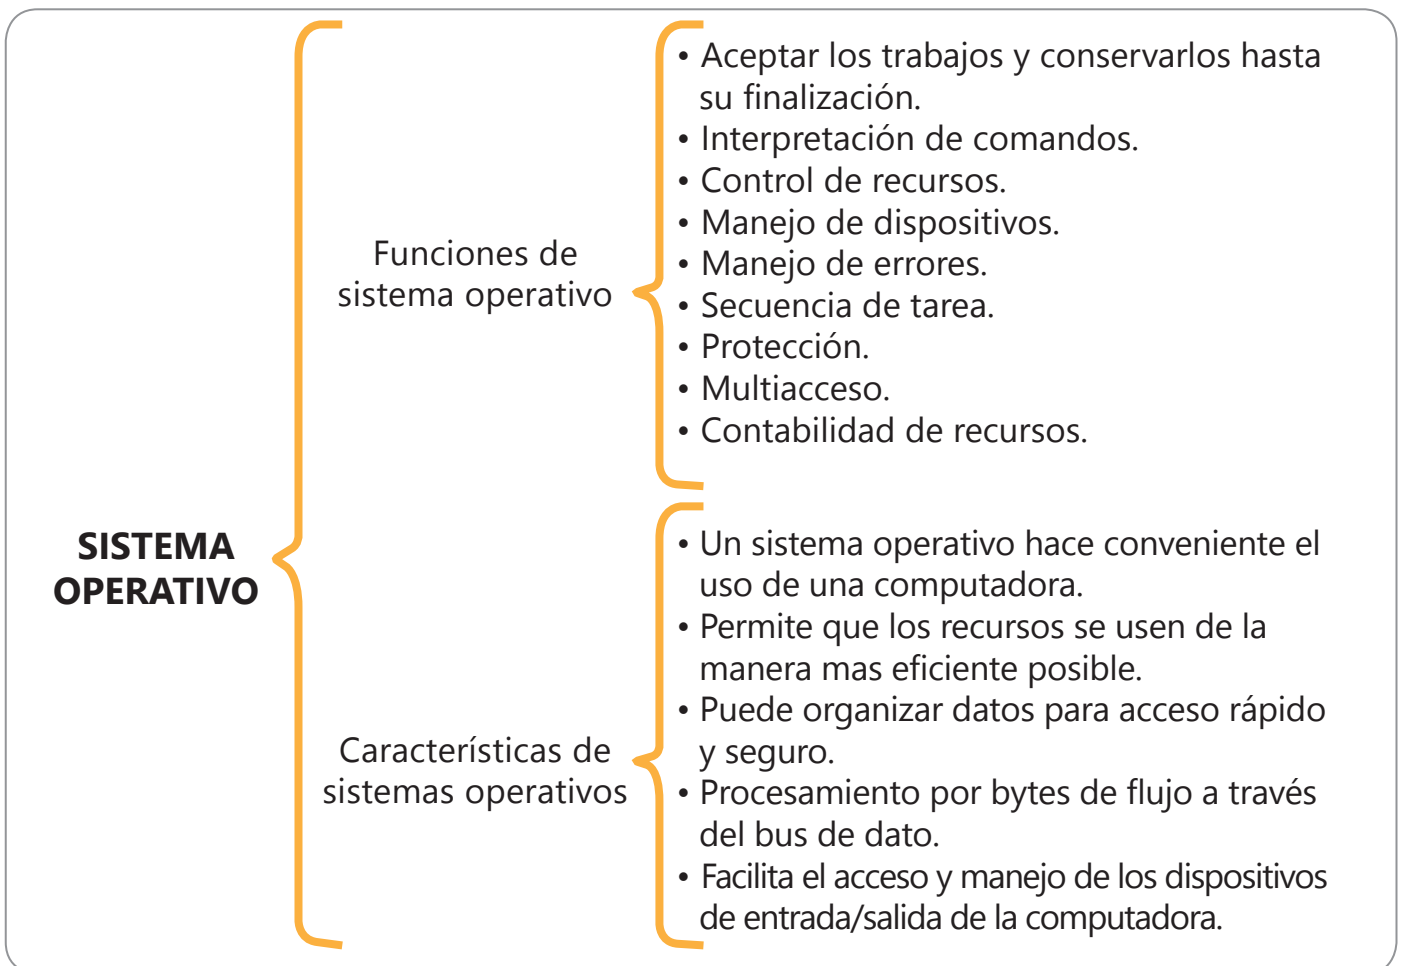 SISTEMA
OPERATIVO
Funciones de
sistema operativo
• Aceptar los trabajos y conservarlos hasta
su finalización.
• Interpretación de comandos.
• Control de recursos.
• Manejo de dispositivos.
• Manejo de errores.
• Secuencia de tarea.
• Protección.
• Multiacceso.
• Contabilidad de recursos.
Característícas de
sistemas operativos
• Un sistema operativo hace conveniente el
uso de una computadora.
• Permite que los recursos se usen de la
manera mas eficiente posible.
• Puede organizar datos para acceso rápido
y seguro.
• Procesamiento por bytes de flujo a través
del bus de dato.
• Facilita el acceso y manejo de los dispositivos
de entrada/salida de la computadora.